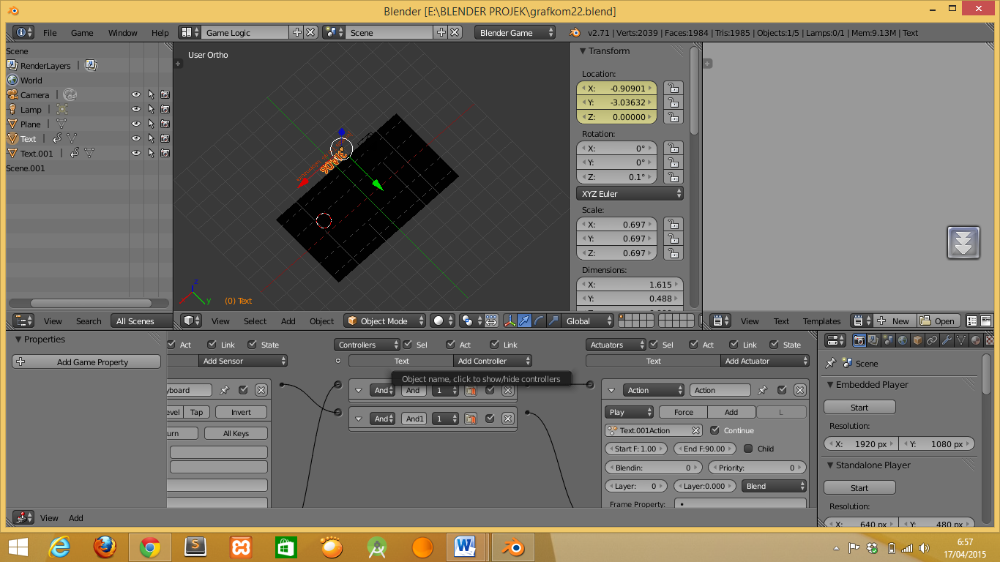 Blender [E:\BLENDER PROJEK\grafkom22.blend]
File Game Window Help Game Logic Scene Blender Game v2.71 | Verts:2039 | Faces:1984 | Tris:1985 | Objects:1/5 | Lamps:0/1 | Mem:9.13M | Text
Scene
RenderLayers
World
Camera
Lamp
Plane
Text
Text.001
Scene.001
View Search All Scenes
User Ortho
z
y
(0) Text
View Select Add Object Object Mode Global
Transform
Location:
X: -0.90901
Y: -3.03632
Z: 0.00000
Rotation:
X: 0°
Y: 0°
Z: 0.1°
XYZ Euler
Scale:
X: 0.697
Y: 0.697
Z: 0.697
Dimensions:
X: 1.615
Y: 0.488
View Text Templates New Open
Properties
Add Game Property
Act Link State
Add Sensor
yboard
evel Tap Invert
urn All Keys
Controllers Sel Act Link
Text Add Controller
Object name, click to show/hide controllers
And And 1
And And1 1
Actuators Sel Act Link State
Text Add Actuator
Action Action
Play Force Add L
Text.001Action Continue
Start F: 1.00 End F:90.00 Child
Blendin: 0 Priority: 0
Layer: 0 Layer:0.000 Blend
Frame Property:
View Add
Scene
Embedded Player
Start
Resolution:
X: 1920 px Y: 1080 px
Standalone Player
Start
Resolution:
X: 640 px Y: 480 px
6:57
17/04/2015